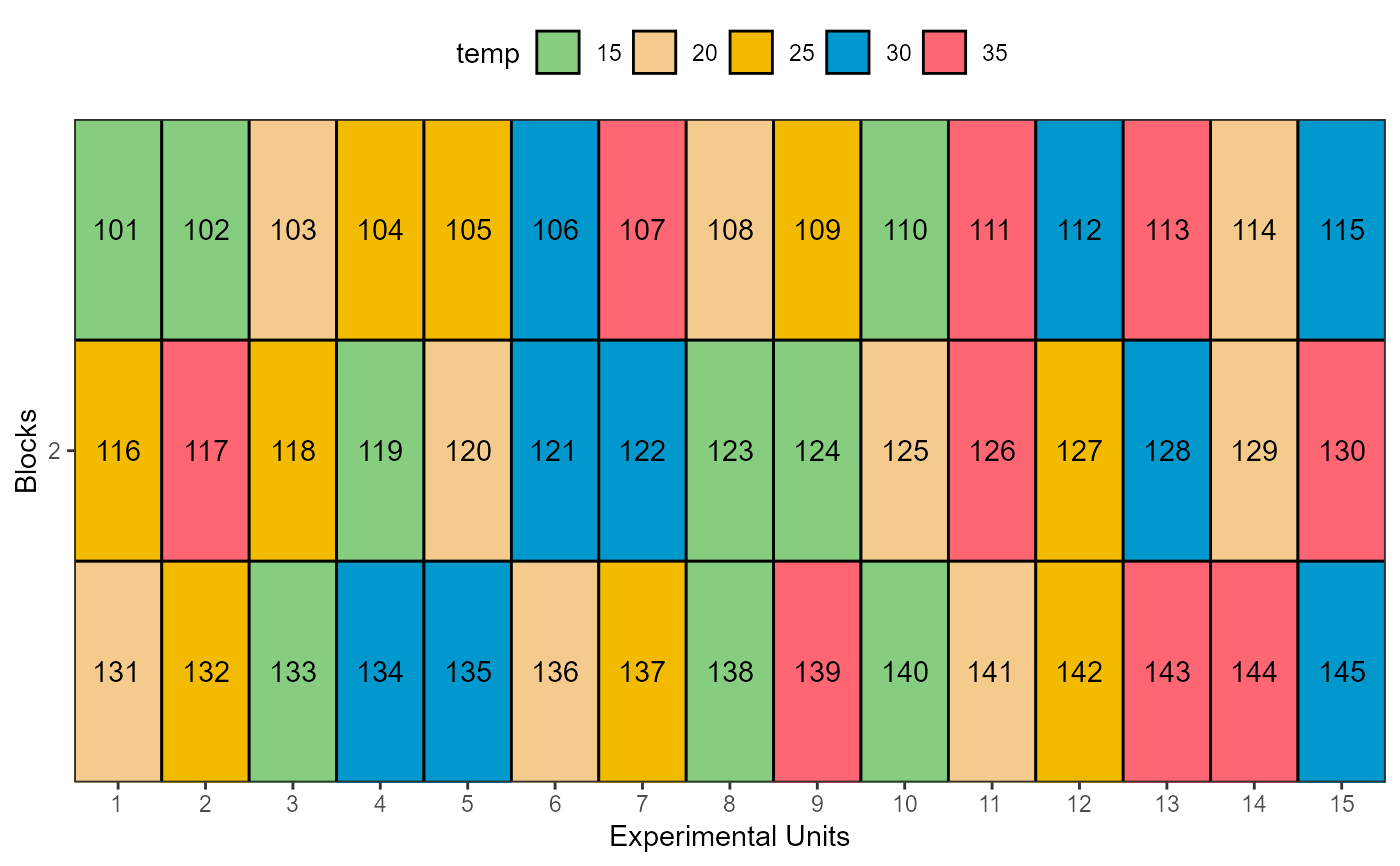 temp 15 20 25 30 35
101 102 103 104 105 106 107 108 109 110 111 112 113 114 115
Blocks
2
116 117 118 119 120 121 122 123 124 125 126 127 128 129 130
131 132 133 134 135 136 137 138 139 140 141 142 143 144 145
1 2 3 4 5 6 7 8 9 10 11 12 13 14 15
Experimental Units